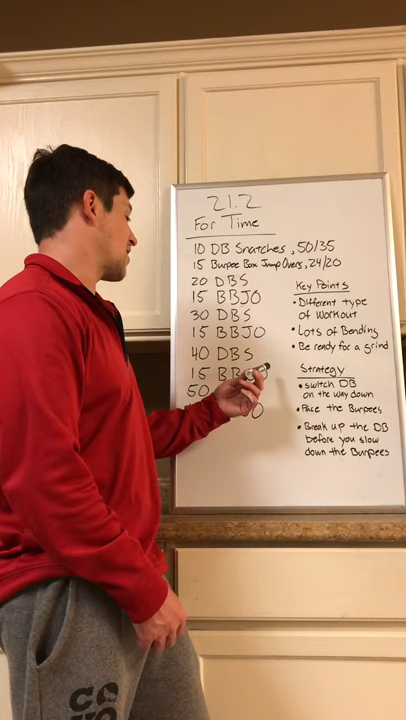 21.2
For Time
10 DB Snatches, 50/35
15 Burpee Box Jump Overs, 24/20
20 DBS
15 BBJO
30 DBS
15 BBJO
40 DBS
15 BB
50
O
Key Points
• Different type
of Workout
• Lots of Bending
• Be ready for a grind
Strategy
• Switch DB
on the way down
• Pace the Burpees
• Break up the DB
before you slow
down the Burpees